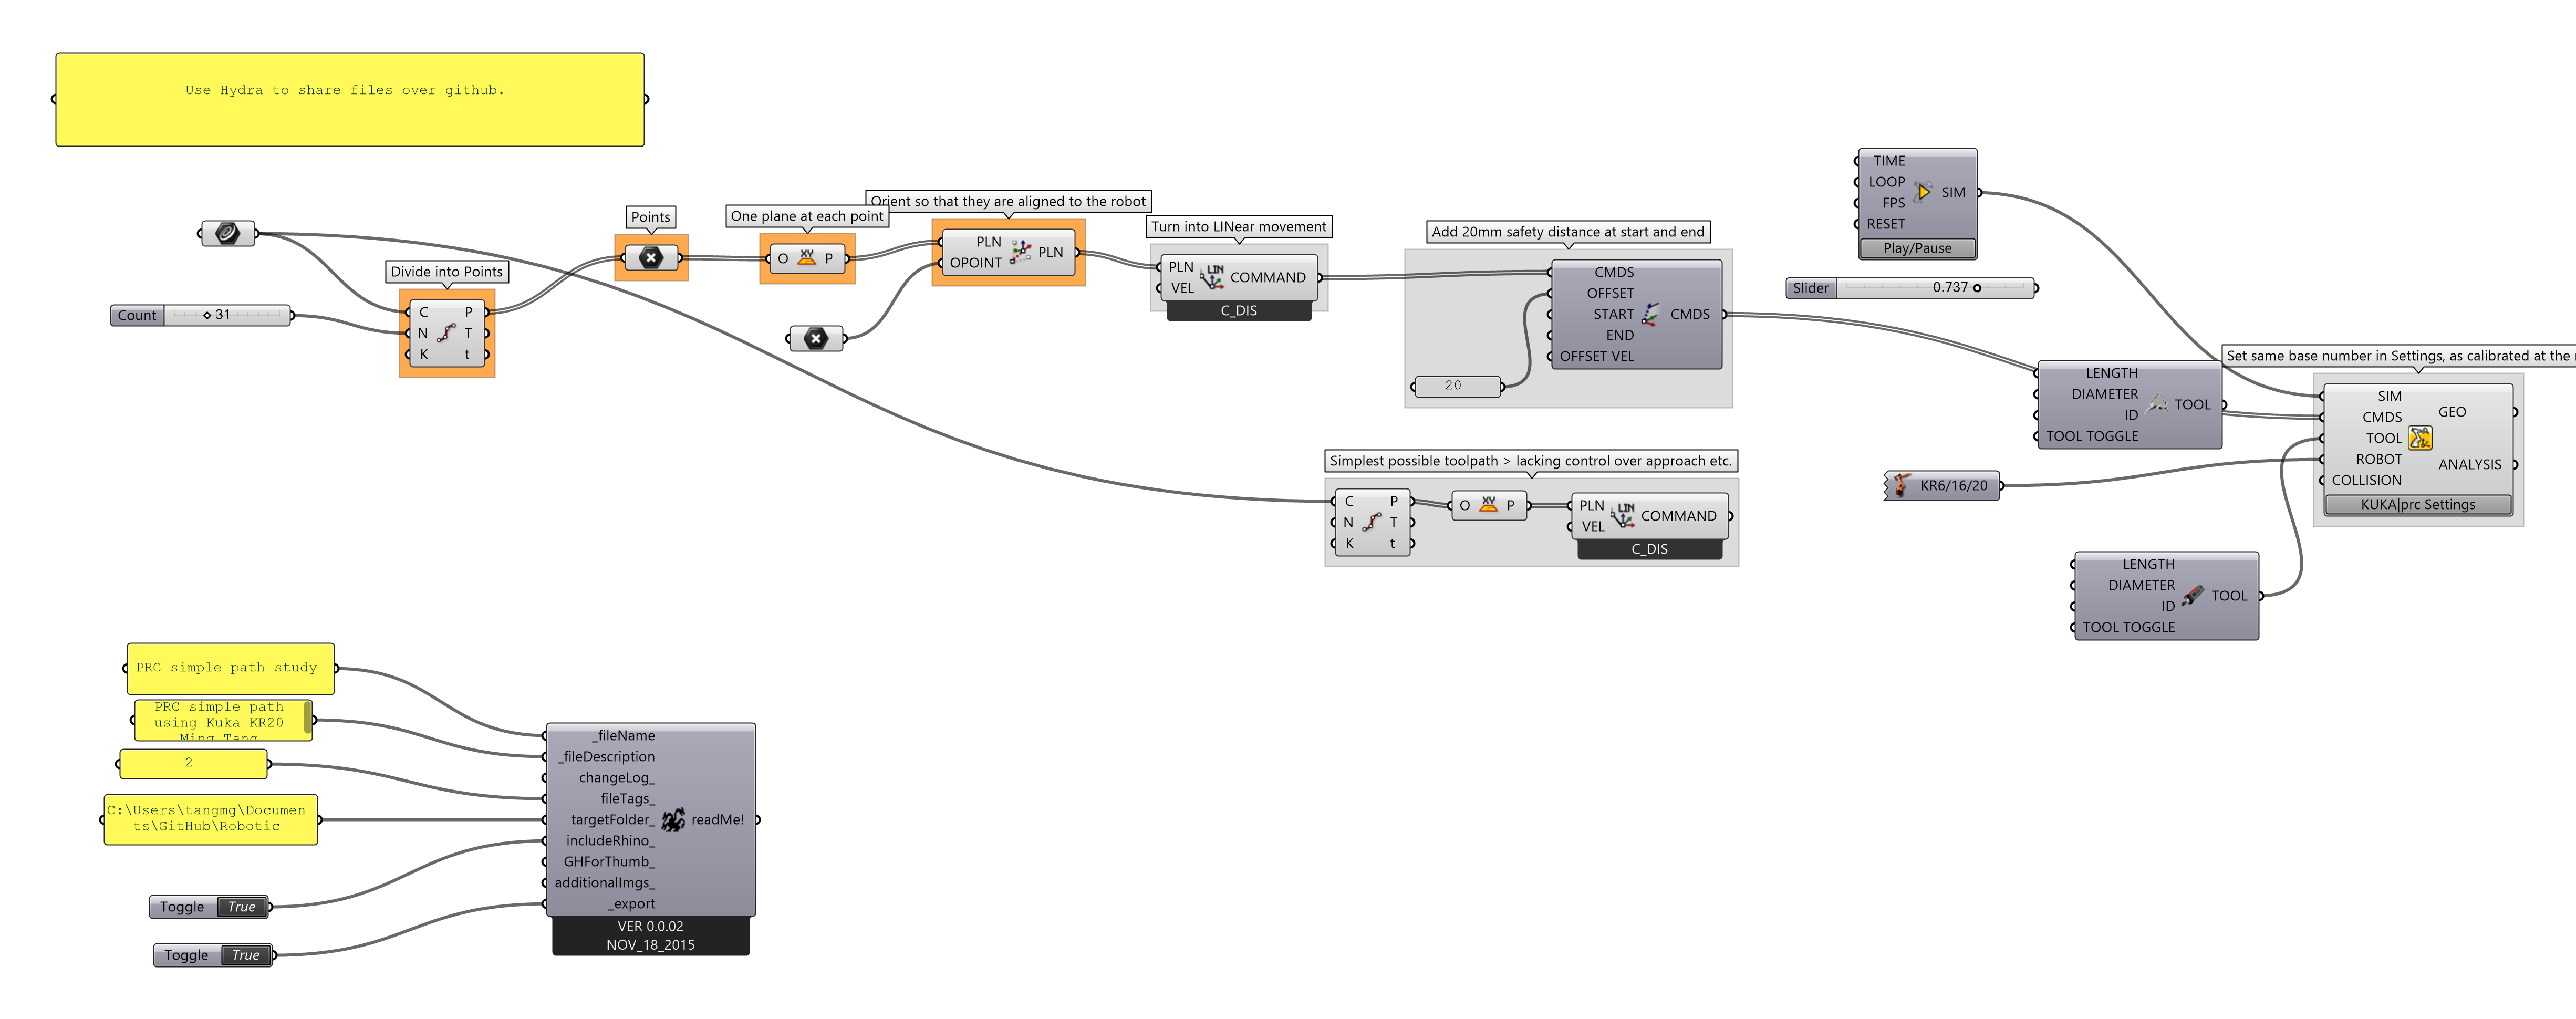 Use Hydra to share files over github.
Count
31
Divide into Points
C
N
K
P
T
t
Points
One plane at each point
O
XY
P
Orient so that they are aligned to the robot
PLN
OPOINT
PLN
Turn into LINear movement
PLN
VEL
LIN
COMMAND
C_DIS
Add 20mm safety distance at start and end
CMDS
OFFSET
START
END
OFFSET VEL
CMDS
20
Simplest possible toolpath > lacking control over approach etc.
C
N
K
P
T
t
O
XY
P
PLN
VEL
LIN
COMMAND
C_DIS
TIME
LOOP
FPS
RESET
SIM
Play/Pause
Slider
0.737
LENGTH
DIAMETER
ID
TOOL TOGGLE
TOOL
Set same base number in Settings, as calibrated at the
SIM
CMDS
TOOL
ROBOT
COLLISION
GEO
ANALYSIS
KUKA|prc Settings
KR6/16/20
LENGTH
DIAMETER
ID
TOOL TOGGLE
TOOL
PRC simple path study
PRC simple path
using Kuka KR20
Ming Tang
2
C:\Users\tangmg\Documen
ts\GitHub\Robotic
Toggle
True
Toggle
True
_fileName
_fileDescription
changeLog_
fileTags_
targetFolder_
includeRhino_
GHForThumb_
additionalImgs_
_export
readMe!
VER 0.0.02
NOV_18_2015